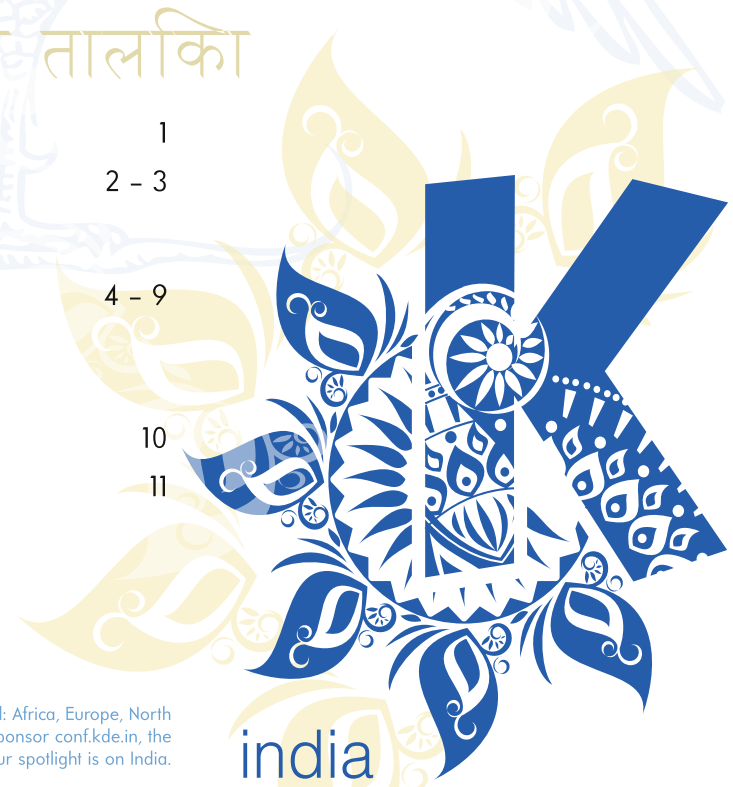 तालकिा
1
2 – 3
4 – 9
10
11
: Africa, Europe, North
ponsor conf.kde.in, the
ur spotlight is on India.
K
india